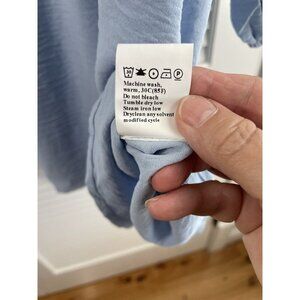 Machine wash,
warm, 30C(85F)
Do not bleach
Tumble dry low
Steam iron low
Dryclean any solvent
modified cycle